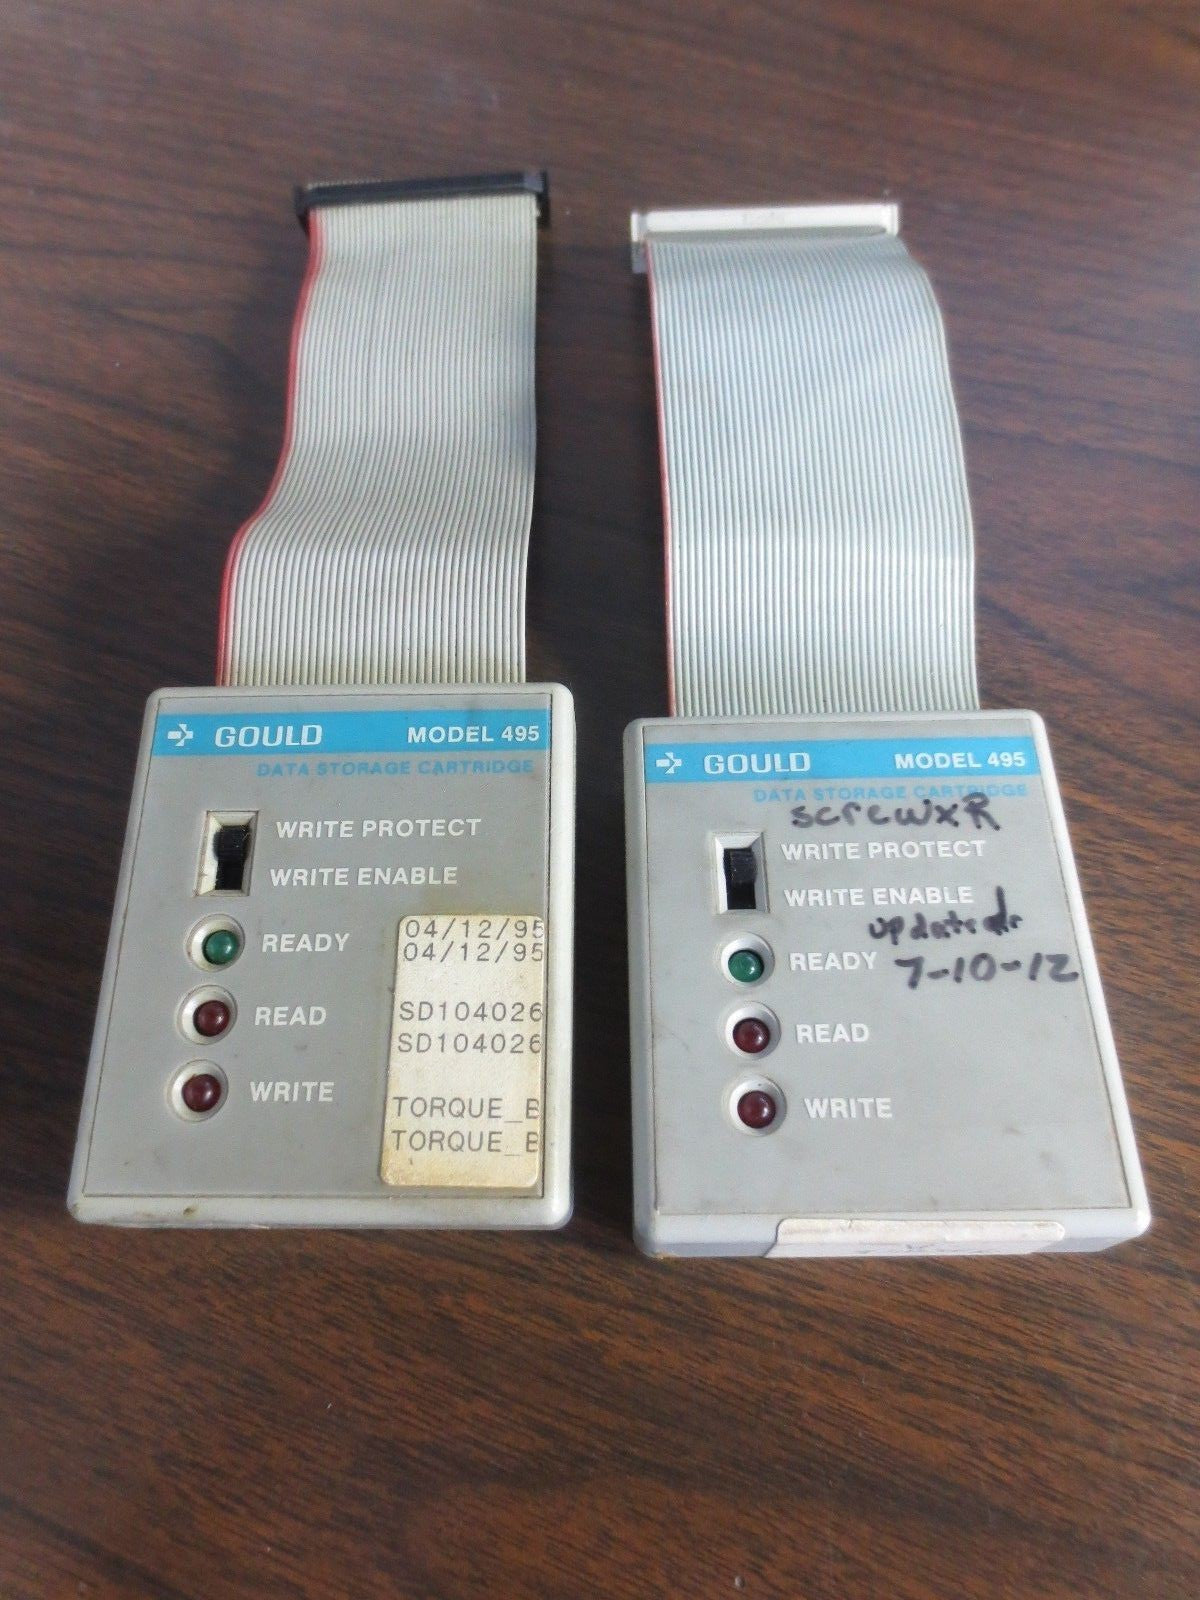 GOULD MODEL 495
DATA STORAGE CARTRIDGE
WRITE PROTECT
WRITE ENABLE
READY
READ
WRITE
04/12/95
04/12/95
SD104026
SD104026
TORQUE_B
TORQUE_B
GOULD MODEL 495
DATA STORAGE CARTRIDGE
screwxR
WRITE PROTECT
WRITE ENABLE
READY
7-10-12
READ
WRITE